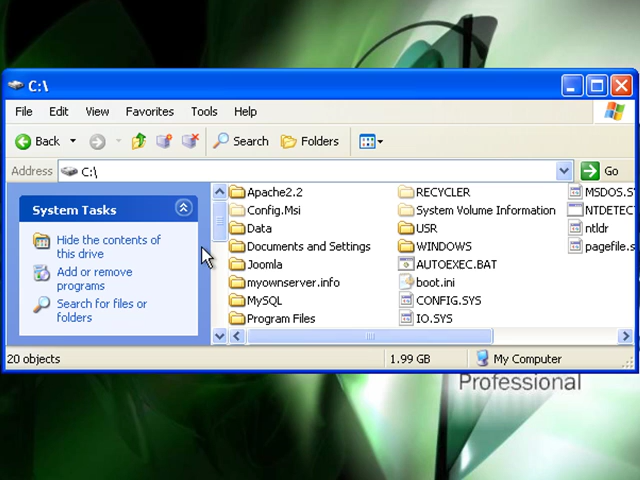 C:\
File Edit View Favorites Tools Help
Back Search Folders
Address C:\ Go
System Tasks
Hide the contents of
this drive
Add or remove
programs
Search for files or
folders
Apache2.2
Config.Msi
Data
Documents and Settings
Joomla
myownserver.info
MySQL
Program Files
RECYCLER
System Volume Information
USR
WINDOWS
AUTOEXEC.BAT
boot.ini
CONFIG.SYS
IO.SYS
MSDOS.S
NTDETEC
ntldr
pagefile.s
20 objects 1.99 GB My Computer
Professional